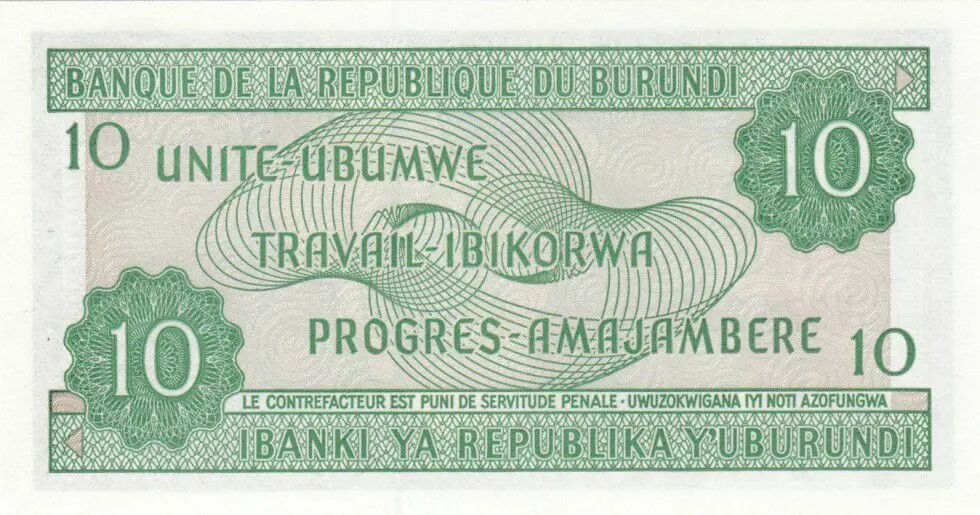 BANQUE DE LA REPUBLIQUE DU BURUNDI
10
10
UNITE-UBUMWE
TRAVAIL-IBIKORWA
PROGRES-AMAJAMBERE
10
10
LE CONTREFACTEUR EST PUNI DE SERVITUDE PENALE · UWUZOKWIGANA IYI NOTI AZOFUNGWA
IBANKI YA REPUBLIKA Y'UBURUNDI